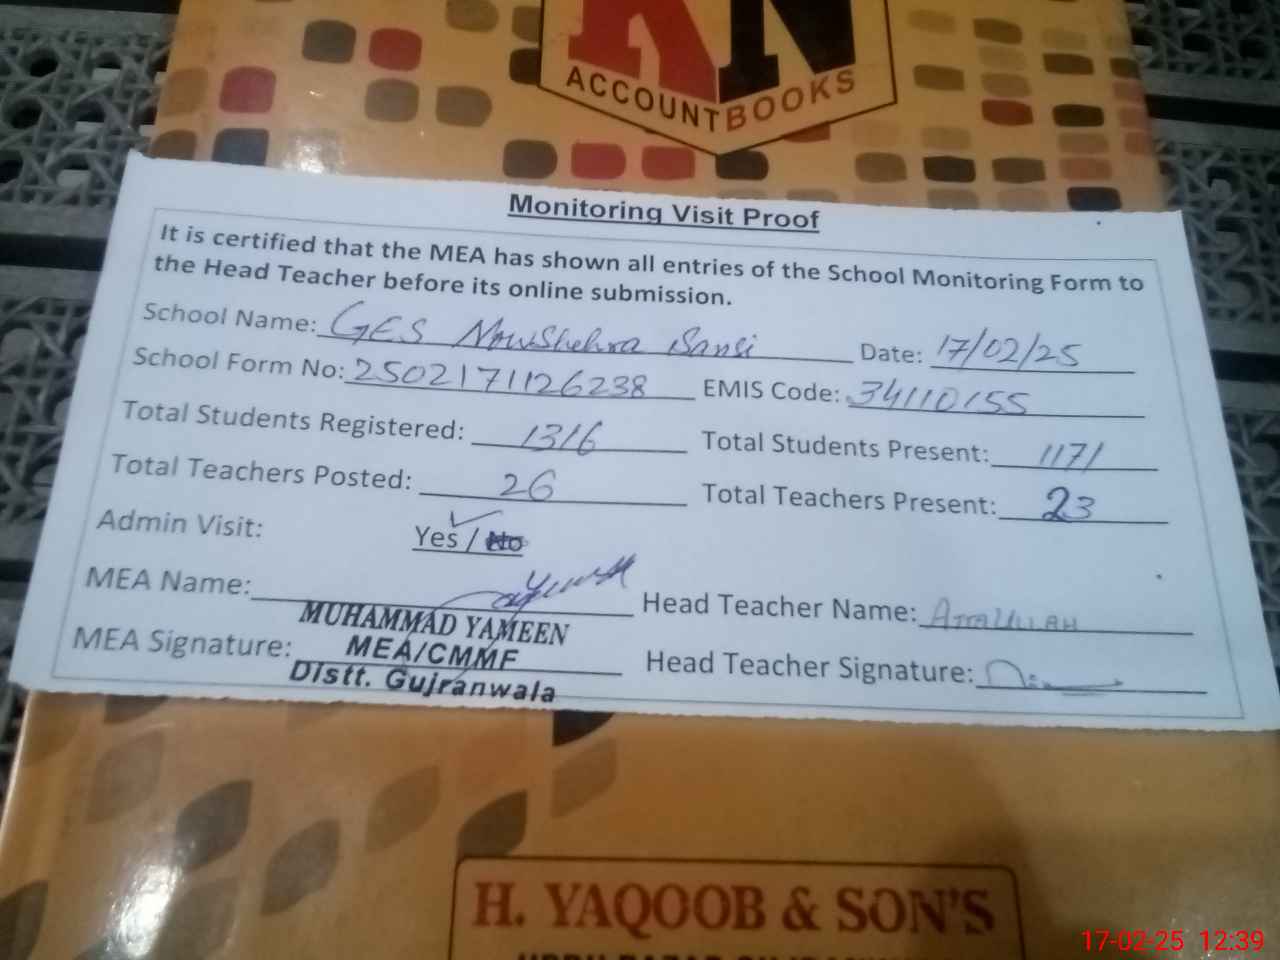 KN
ACCOUNTBOOKS
Monitoring Visit Proof
It is certified that the MEA has shown all entries of the School Monitoring Form to
the Head Teacher before its online submission.
School Name: GES Nowshehra Sansi Date: 17/02/25
School Form No: 2502171126238 EMIS Code: 34110155
Total Students Registered: 1316 Total Students Present: 1171
Total Teachers Posted: 26 Total Teachers Present: 23
Admin Visit: Yes / No
MEA Name: Head Teacher Name: Attaullah
MUHAMMAD YAMEEN
MEA Signature: MEA/CMMF Head Teacher Signature:
Distt. Gujranwala
H. YAQOOB & SON'S
17-02-25 12:39